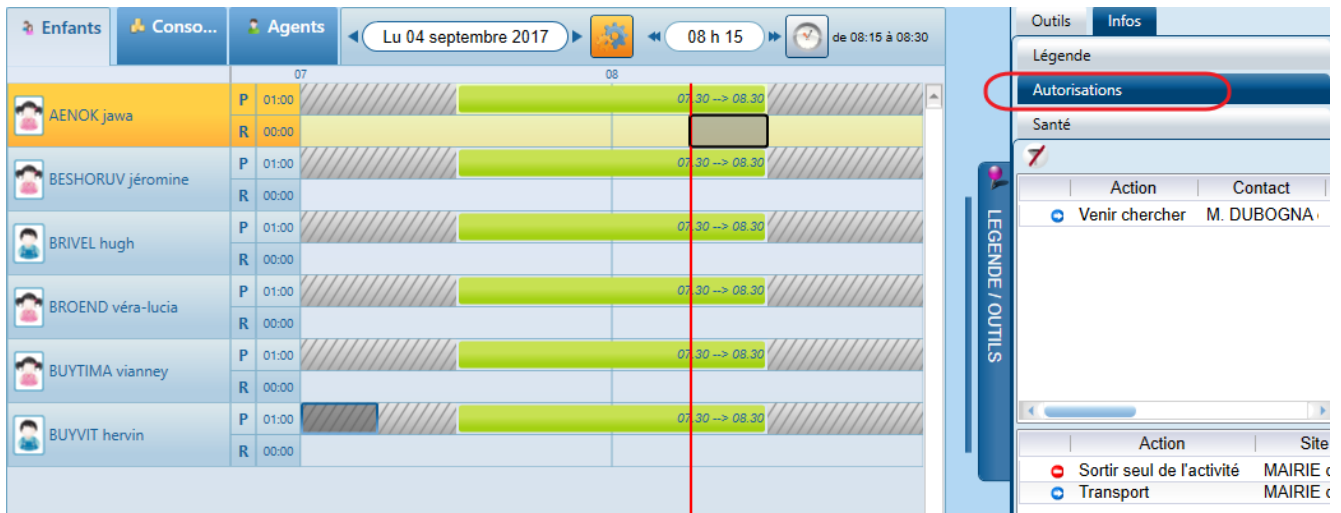 Enfants
Conso...
Agents
Lu 04 septembre 2017
08 h 15
de 08:15 à 08:30
07
08
AENOK jawa
P 01:00 07.30 --> 08.30
R 00:00
BESHORUV jéromine
P 01:00 07.30 --> 08.30
R 00:00
BRIVEL hugh
P 01:00 07.30 --> 08.30
R 00:00
BROEND véra-lucia
P 01:00 07.30 --> 08.30
R 00:00
BUYTIMA vianney
P 01:00 07.30 --> 08.30
R 00:00
BUYVIT hervin
P 01:00 07.30 --> 08.30
R 00:00
LEGENDE / OUTILS
Outils
Infos
Légende
Autorisations
Santé
Action Contact
Venir chercher M. DUBOGNA
Action Site
Sortir seul de l'activité MAIRIE
Transport MAIRIE